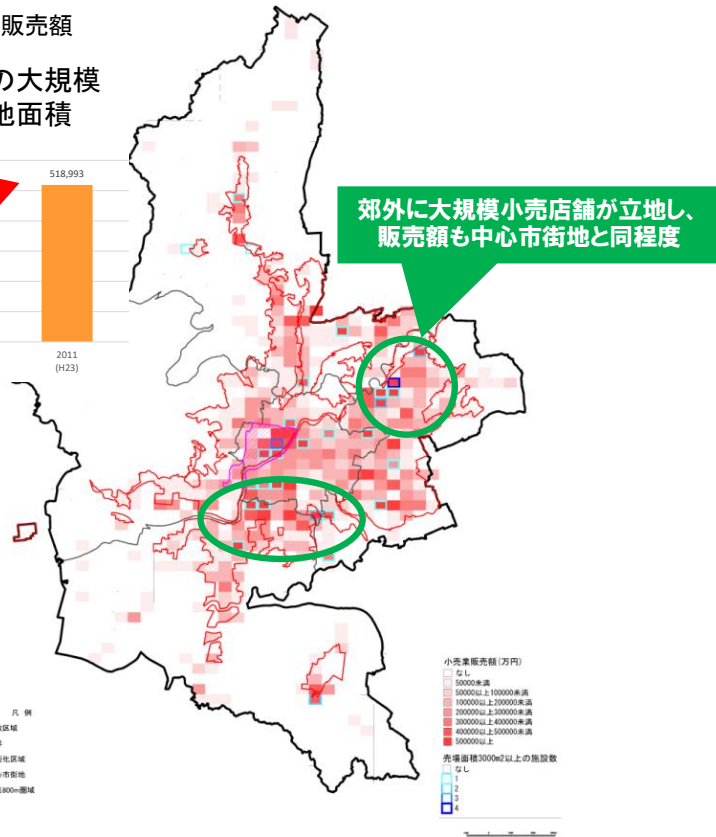 販売額
の大規模
地面積
518,993
2011
(H23)
郊外に大規模小売店舗が立地し、
販売額も中心市街地と同程度
小売業販売額(万円)
なし
50000未満
50000以上100000未満
100000以上200000未満
200000以上300000未満
300000以上400000未満
400000以上500000未満
500000以上
売場面積3000m2以上の施設数
なし
1
2
3
4
凡 例
区域
化区域
市街地
800m圏域